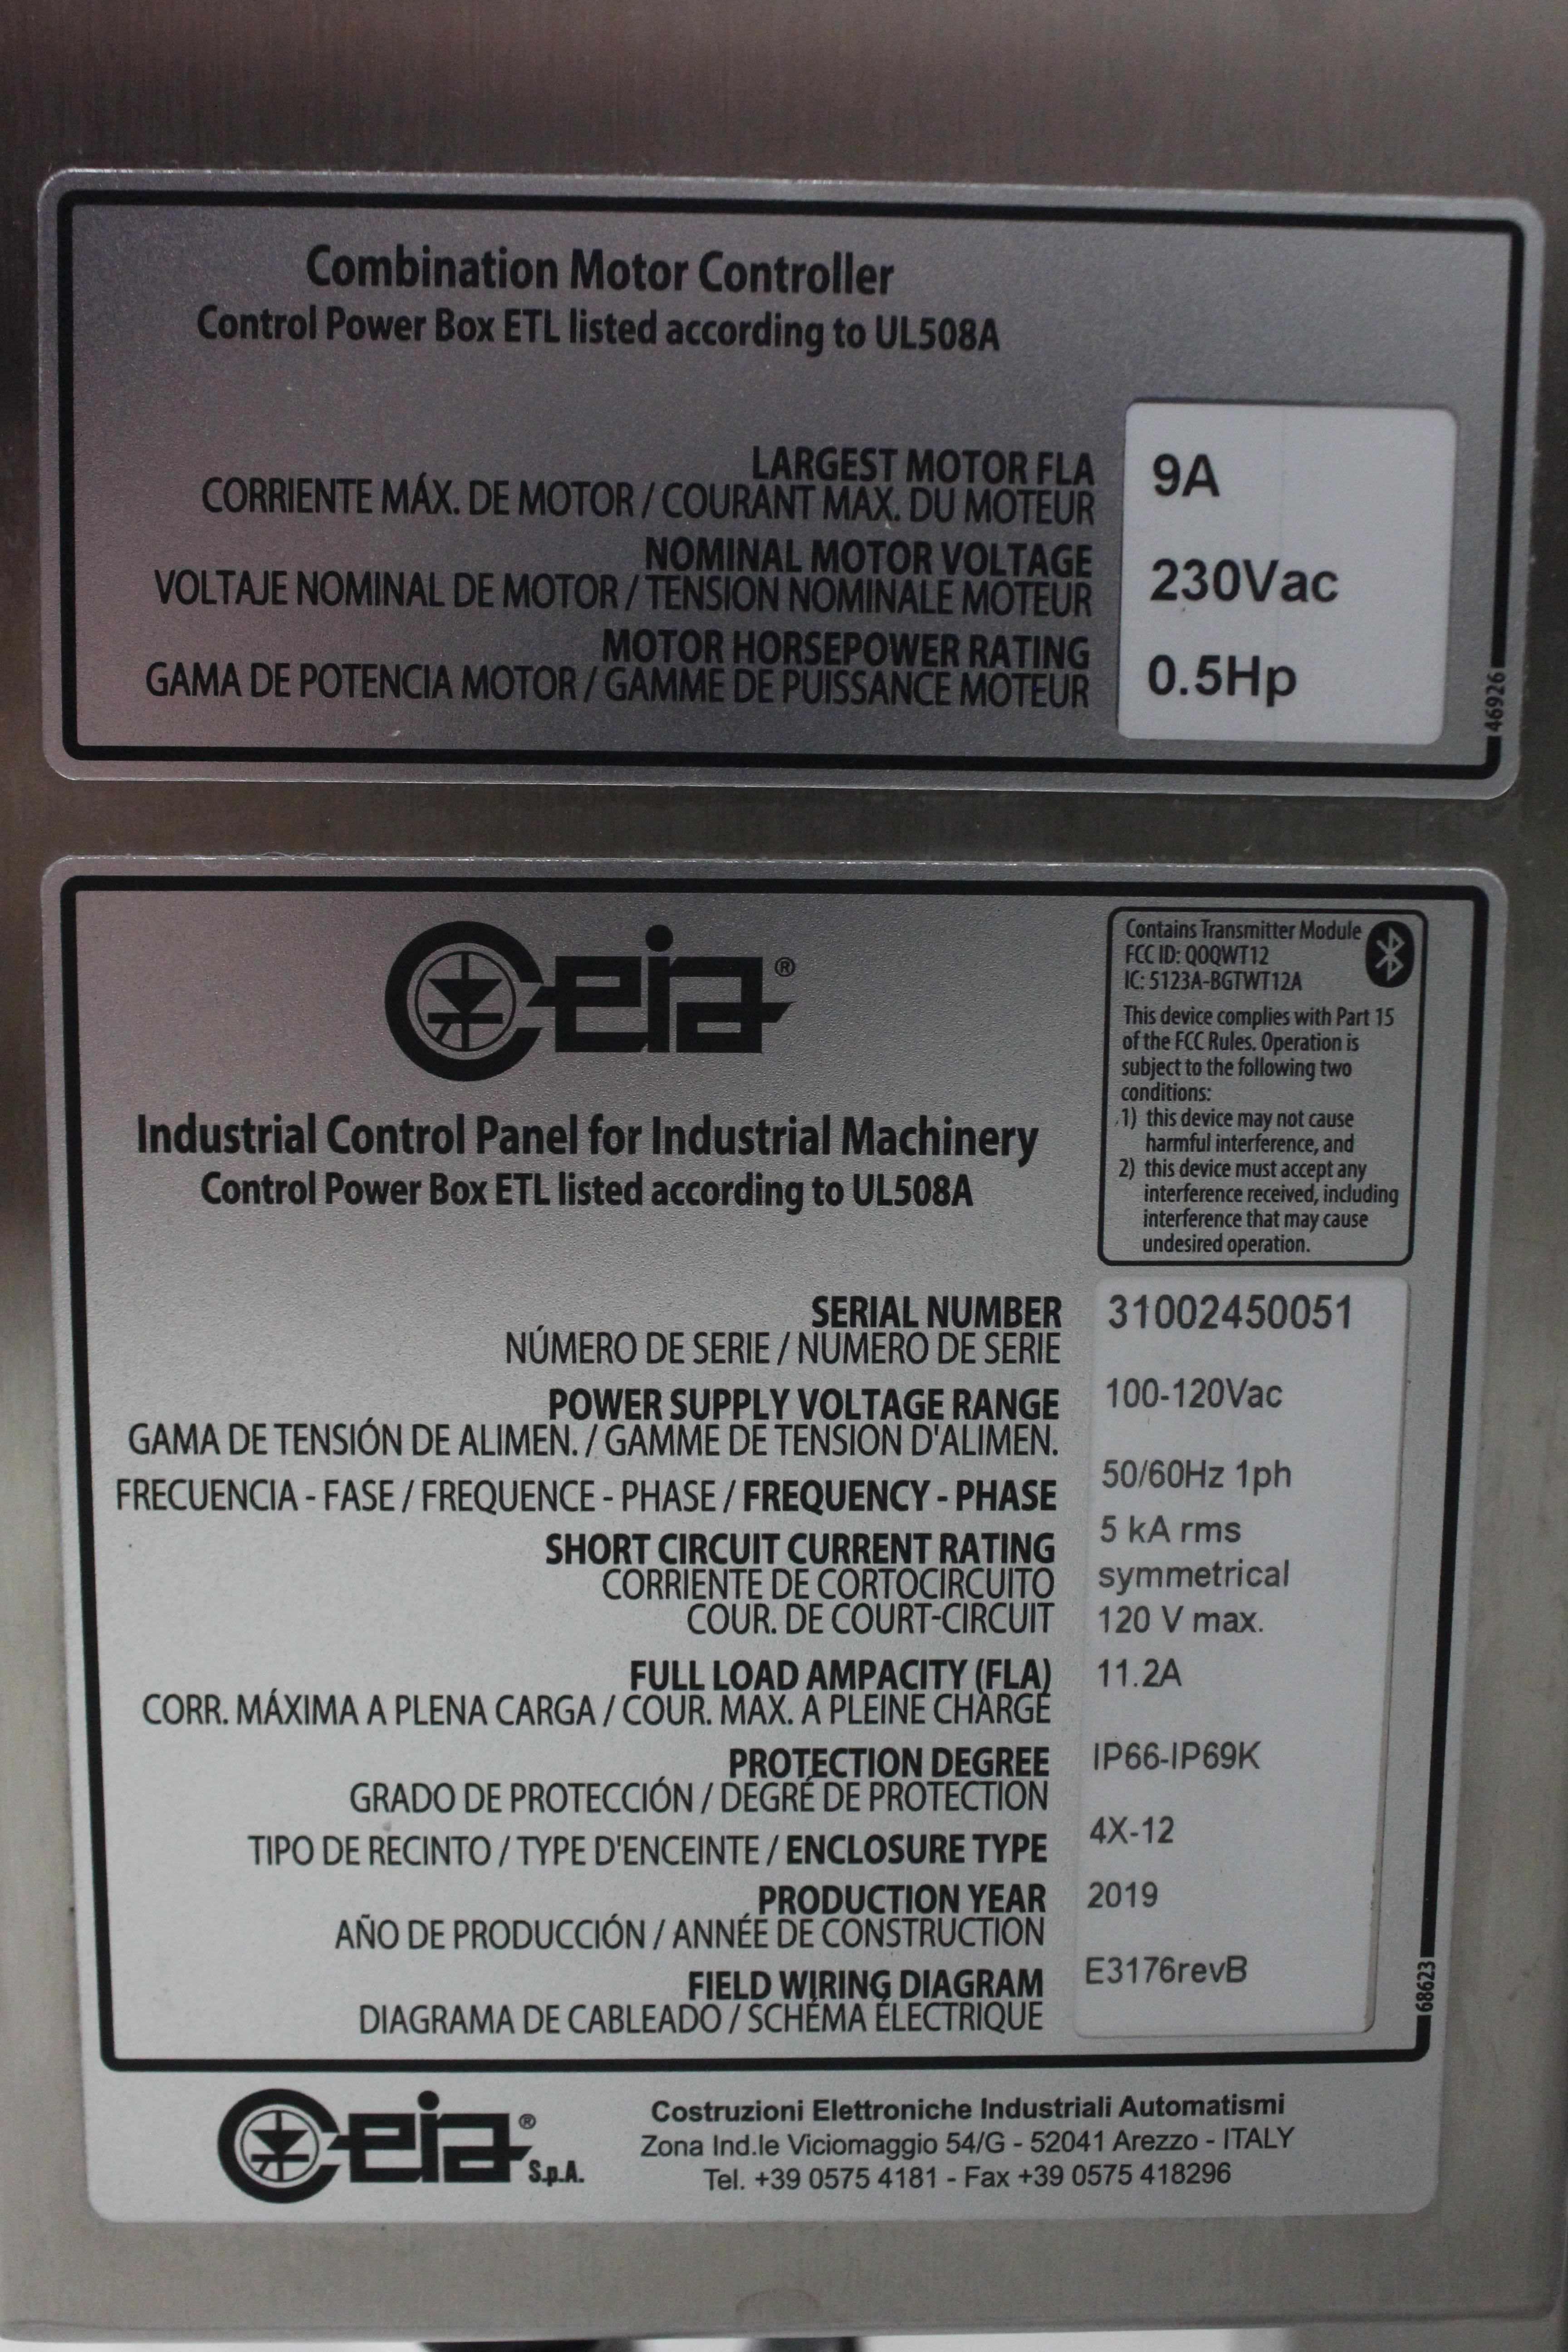 Combination Motor Controller
Control Power Box ETL listed according to UL508A
LARGEST MOTOR FLA
CORRIENTE MÁX. DE MOTOR / COURANT MAX. DU MOTEUR
9A
NOMINAL MOTOR VOLTAGE
VOLTAJE NOMINAL DE MOTOR / TENSION NOMINALE MOTEUR
230Vac
MOTOR HORSEPOWER RATING
GAMA DE POTENCIA MOTOR / GAMME DE PUISSANCE MOTEUR
0.5Hp
46926
Ceia®
Contains Transmitter Module
FCC ID: QOQWT12
IC: 5123A-BGTWT12A
This device complies with Part 15
of the FCC Rules. Operation is
subject to the following two
conditions:
1) this device may not cause
harmful interference, and
2) this device must accept any
interference received, including
interference that may cause
undesired operation.
Industrial Control Panel for Industrial Machinery
Control Power Box ETL listed according to UL508A
SERIAL NUMBER
NÚMERO DE SERIE / NUMERO DE SERIE
31002450051
POWER SUPPLY VOLTAGE RANGE
GAMA DE TENSIÓN DE ALIMEN. / GAMME DE TENSION D'ALIMEN.
100-120Vac
FRECUENCIA - FASE / FREQUENCE - PHASE / FREQUENCY - PHASE
50/60Hz 1ph
SHORT CIRCUIT CURRENT RATING
CORRIENTE DE CORTOCIRCUITO
COUR. DE COURT-CIRCUIT
5 kA rms
symmetrical
120 V max.
FULL LOAD AMPACITY (FLA)
CORR. MÁXIMA A PLENA CARGA / COUR. MAX. A PLEINE CHARGE
11.2A
PROTECTION DEGREE
GRADO DE PROTECCIÓN / DEGRÉ DE PROTECTION
IP66-IP69K
TIPO DE RECINTO / TYPE D'ENCEINTE / ENCLOSURE TYPE
4X-12
PRODUCTION YEAR
AÑO DE PRODUCCIÓN / ANNÉE DE CONSTRUCTION
2019
FIELD WIRING DIAGRAM
DIAGRAMA DE CABLEADO / SCHÉMA ÉLECTRIQUE
E3176revB
68623
Ceia® S.p.A.
Costruzioni Elettroniche Industriali Automatismi
Zona Ind.le Viciomaggio 54/G - 52041 Arezzo - ITALY
Tel. +39 0575 4181 - Fax +39 0575 418296